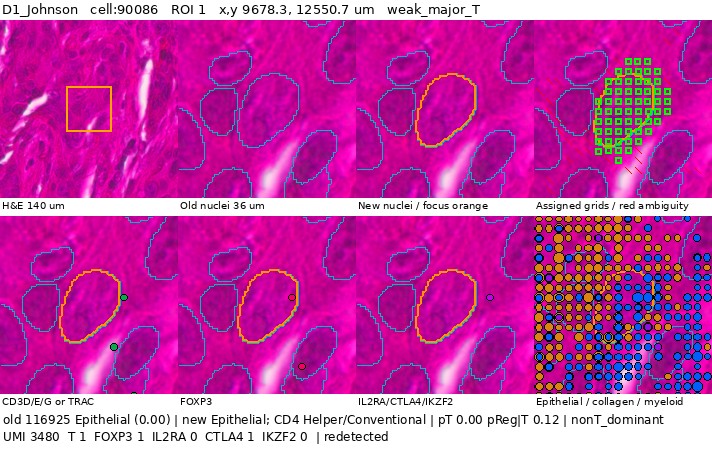 D1_Johnson   cell:90086   ROI 1   x,y 9678.3, 12550.7 um   weak_major_T
H&E 140 um
Old nuclei 36 um
New nuclei / focus orange
Assigned grids / red ambiguity
CD3D/E/G or TRAC
FOXP3
IL2RA/CTLA4/IKZF2
Epithelial / collagen / myeloid
old 116925 Epithelial (0.00) | new Epithelial; CD4 Helper/Conventional | pT 0.00 pReg|T 0.12 | nonT_dominant
UMI 3480  T 1  FOXP3 1  IL2RA 0  CTLA4 1  IKZF2 0  | redetected